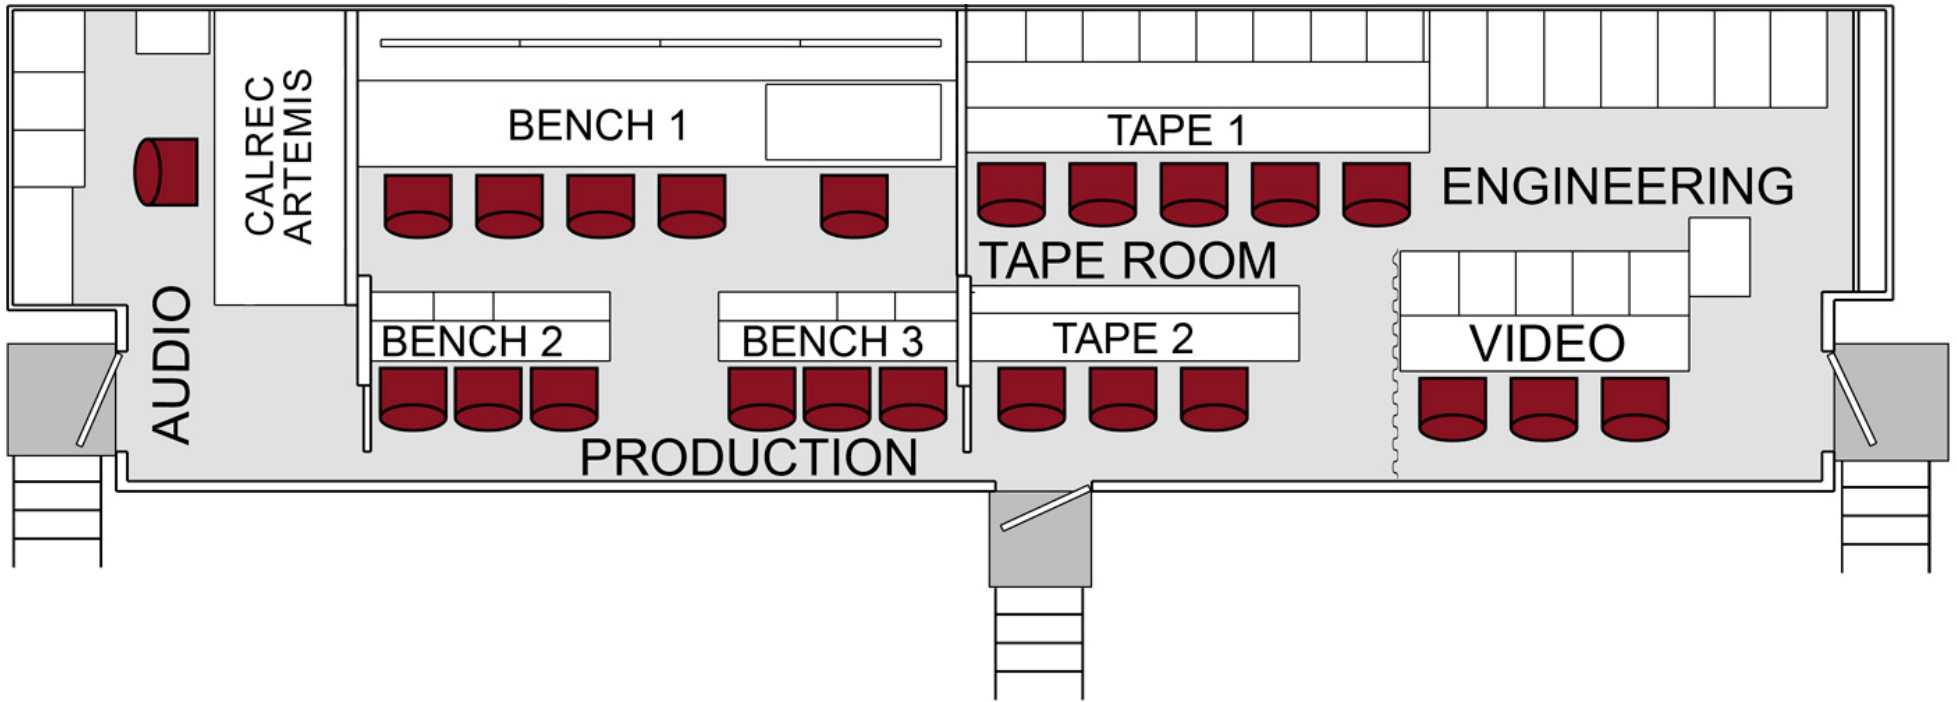 CALREC
ARTEMIS
AUDIO
BENCH 1
BENCH 2
BENCH 3
PRODUCTION
TAPE 1
TAPE ROOM
TAPE 2
ENGINEERING
VIDEO